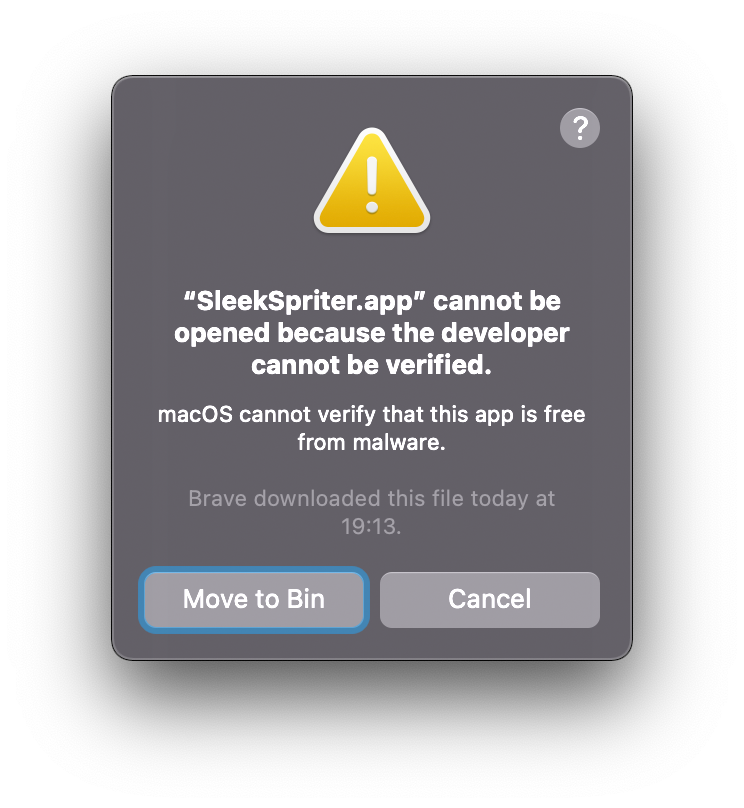 ?
“SleekSpriter.app” cannot be
opened because the developer
cannot be verified.
macOS cannot verify that this app is free
from malware.
Brave downloaded this file today at
19:13.
Move to Bin
Cancel